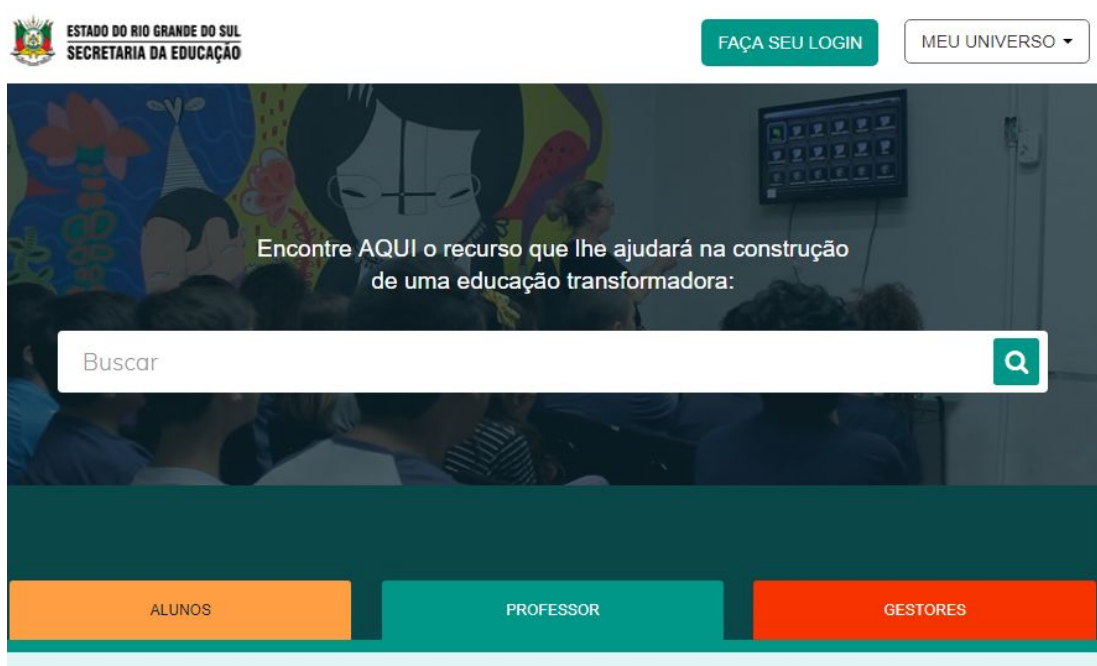 ESTADO DO RIO GRANDE DO SUL
SECRETARIA DA EDUCAÇÃO
FAÇA SEU LOGIN
MEU UNIVERSO
Encontre AQUI o recurso que lhe ajudará na construção
de uma educação transformadora:
Buscar
ALUNOS
PROFESSOR
GESTORES